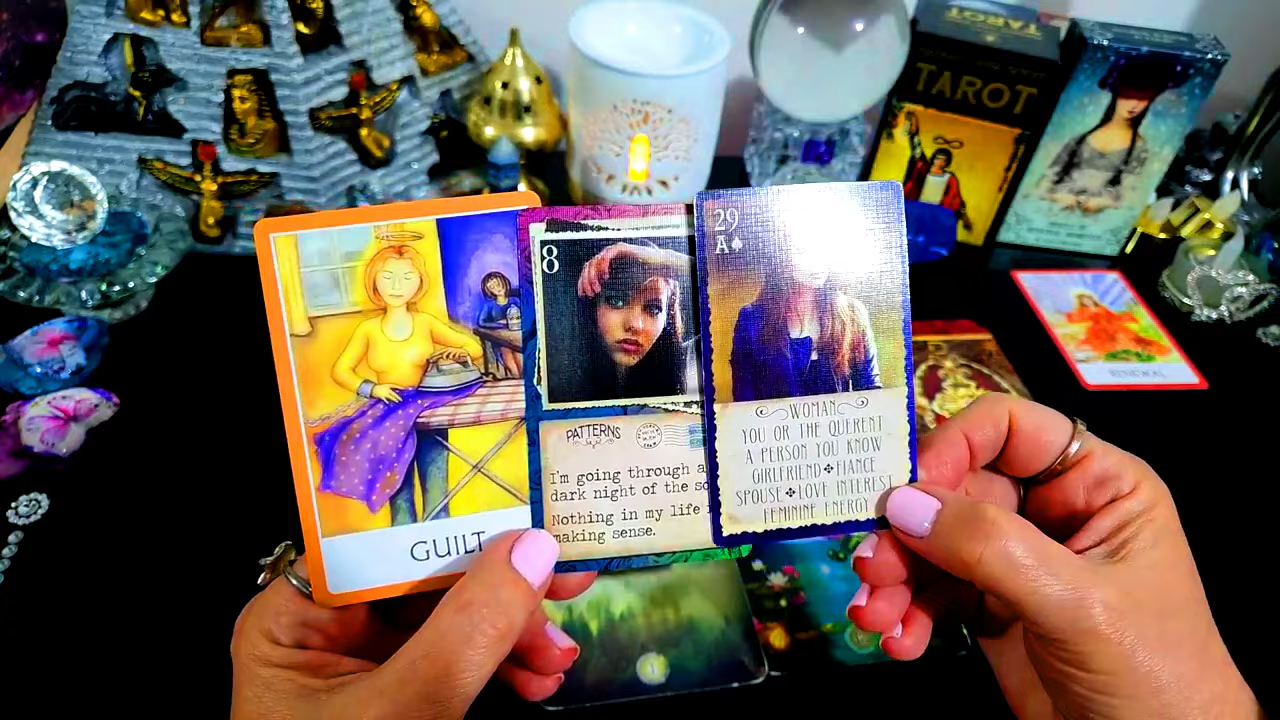 TAROT
TAROT
GUILT
8
PATTERNS
I'm going through a
dark night of the so
Nothing in my life
making sense.
29
A♠
WOMAN
YOU OR THE QUERENT
A PERSON YOU KNOW
GIRLFRIEND❖FIANCE
SPOUSE❖LOVE INTEREST
FEMININE ENERGY
RENEWAL